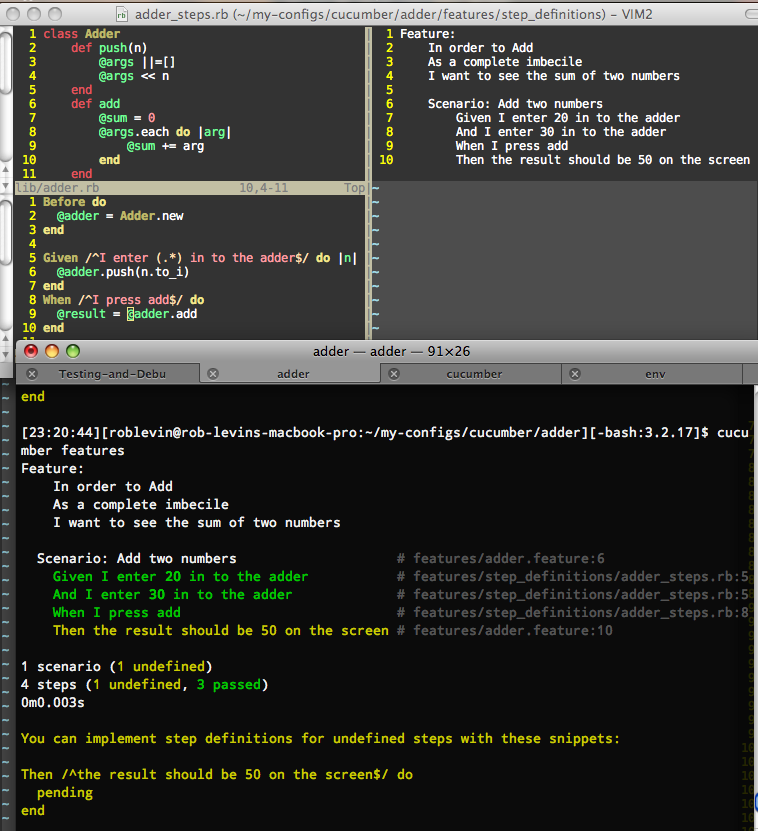 adder_steps.rb (~/my-configs/cucumber/adder/features/step_definitions) – VIM2
1 class Adder
2     def push(n)
3         @args ||=[]
4         @args << n
5     end
6     def add
7         @sum = 0
8         @args.each do |arg|
9             @sum += arg
10         end
11     end
lib/adder.rb 10,4-11 Top
1 Before do
2   @adder = Adder.new
3 end
4
5 Given /^I enter (.*) in to the adder$/ do |n|
6   @adder.push(n.to_i)
7 end
8 When /^I press add$/ do
9   @result = @adder.add
10 end
1 Feature:
2     In order to Add
3     As a complete imbecile
4     I want to see the sum of two numbers
6     Scenario: Add two numbers
7         Given I enter 20 in to the adder
8         And I enter 30 in to the adder
9         When I press add
10         Then the result should be 50 on the screen
adder — adder — 91×26
Testing-and-Debu adder cucumber env
end
[23:20:44][roblevin@rob-levins-macbook-pro:~/my-configs/cucumber/adder][-bash:3.2.17]$ cucu
mber features
Feature:
    In order to Add
    As a complete imbecile
    I want to see the sum of two numbers
  Scenario: Add two numbers                    # features/adder.feature:6
    Given I enter 20 in to the adder           # features/step_definitions/adder_steps.rb:5
    And I enter 30 in to the adder             # features/step_definitions/adder_steps.rb:5
    When I press add                           # features/step_definitions/adder_steps.rb:8
    Then the result should be 50 on the screen # features/adder.feature:10
1 scenario (1 undefined)
4 steps (1 undefined, 3 passed)
0m0.003s
You can implement step definitions for undefined steps with these snippets:
Then /^the result should be 50 on the screen$/ do
  pending
end